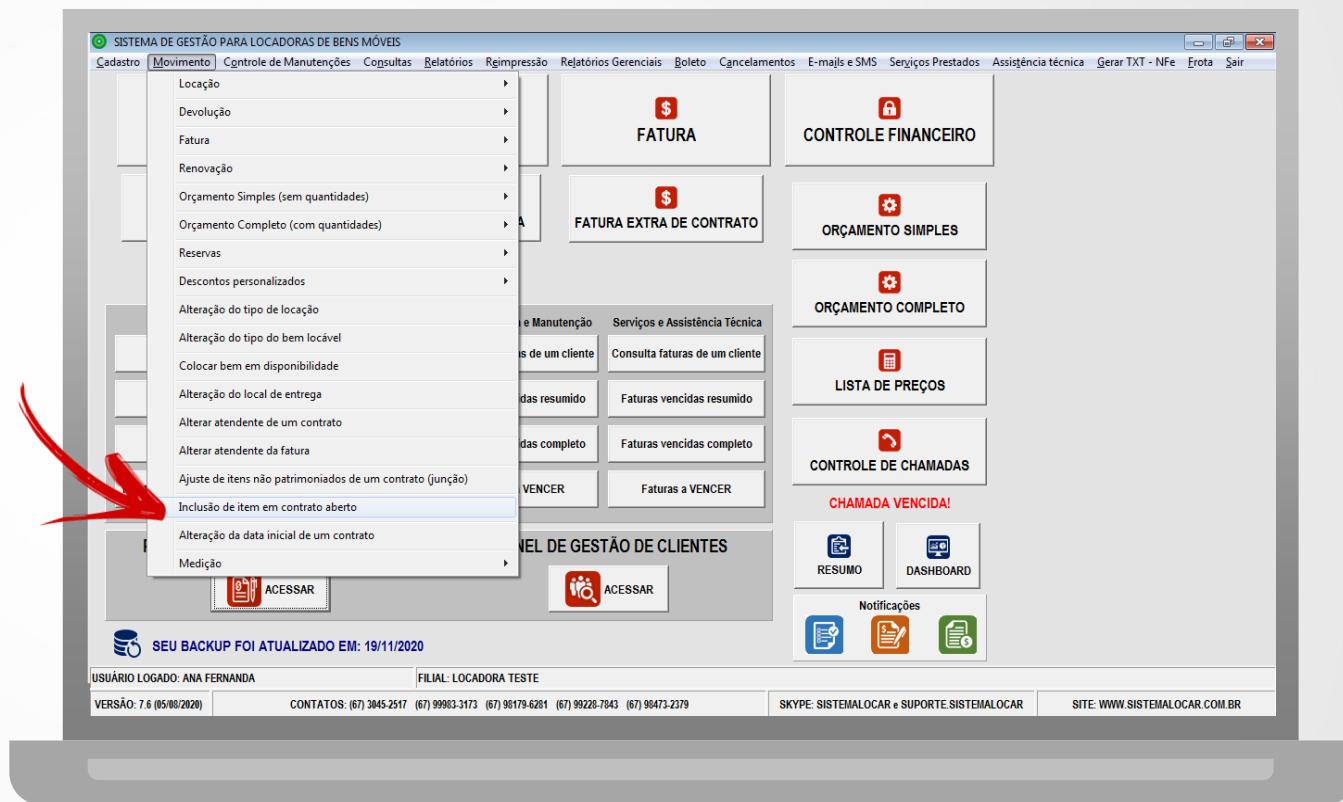 SISTEMA DE GESTÃO PARA LOCADORAS DE BENS MÓVEIS
Cadastro Movimento Controle de Manutenções Consultas Relatórios Reimpressão Relatórios Gerenciais Boleto Cancelamentos E-mails e SMS Serviços Prestados Assistência técnica Gerar TXT - NFe Frota Sair
Locação
Devolução
Fatura
Renovação
Orçamento Simples (sem quantidades)
Orçamento Completo (com quantidades)
Reservas
Descontos personalizados
Alteração do tipo de locação
Alteração do tipo do bem locável
Colocar bem em disponibilidade
Alteração do local de entrega
Alterar atendente de um contrato
Alterar atendente da fatura
Ajuste de itens não patrimoniados de um contrato (junção)
Inclusão de item em contrato aberto
Alteração da data inicial de um contrato
Medição
FATURA
CONTROLE FINANCEIRO
A
FATURA EXTRA DE CONTRATO
ORÇAMENTO SIMPLES
ORÇAMENTO COMPLETO
LISTA DE PREÇOS
CONTROLE DE CHAMADAS
CHAMADA VENCIDA!
RESUMO
DASHBOARD
Notificações
e Manutenção
Serviços e Assistência Técnica
de um cliente
Consulta faturas de um cliente
das resumido
Faturas vencidas resumido
das completo
Faturas vencidas completo
VENCER
Faturas a VENCER
NEL DE GESTÃO DE CLIENTES
ACESSAR
ACESSAR
SEU BACKUP FOI ATUALIZADO EM: 19/11/2020
USUÁRIO LOGADO: ANA FERNANDA
FILIAL: LOCADORA TESTE
VERSÃO: 7.6 (05/08/2020)
CONTATOS: (67) 3045-2517 (67) 99983-3173 (67) 98179-6281 (67) 99228-7843 (67) 98473-2379
SKYPE: SISTEMALOCAR e SUPORTE.SISTEMALOCAR
SITE: WWW.SISTEMALOCAR.COM.BR